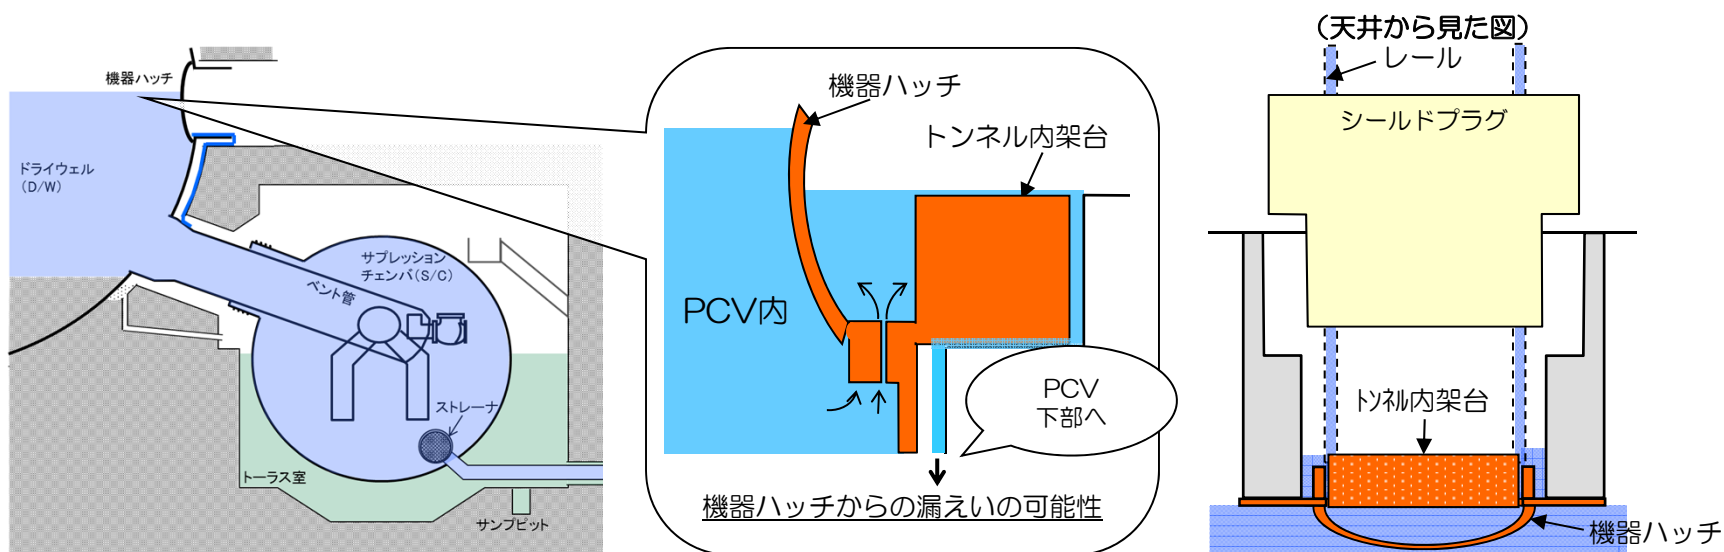 機器ハッチ
ドライウェル
(D/W)
サプレッション
チェンバ(S/C)
ベント管
ストレーナ
トーラス室
サンプピット
機器ハッチ
トンネル内架台
PCV内
PCV
下部へ
機器ハッチからの漏えいの可能性
(天井から見た図)
レール
シールドプラグ
トンネル内架台
機器ハッチ